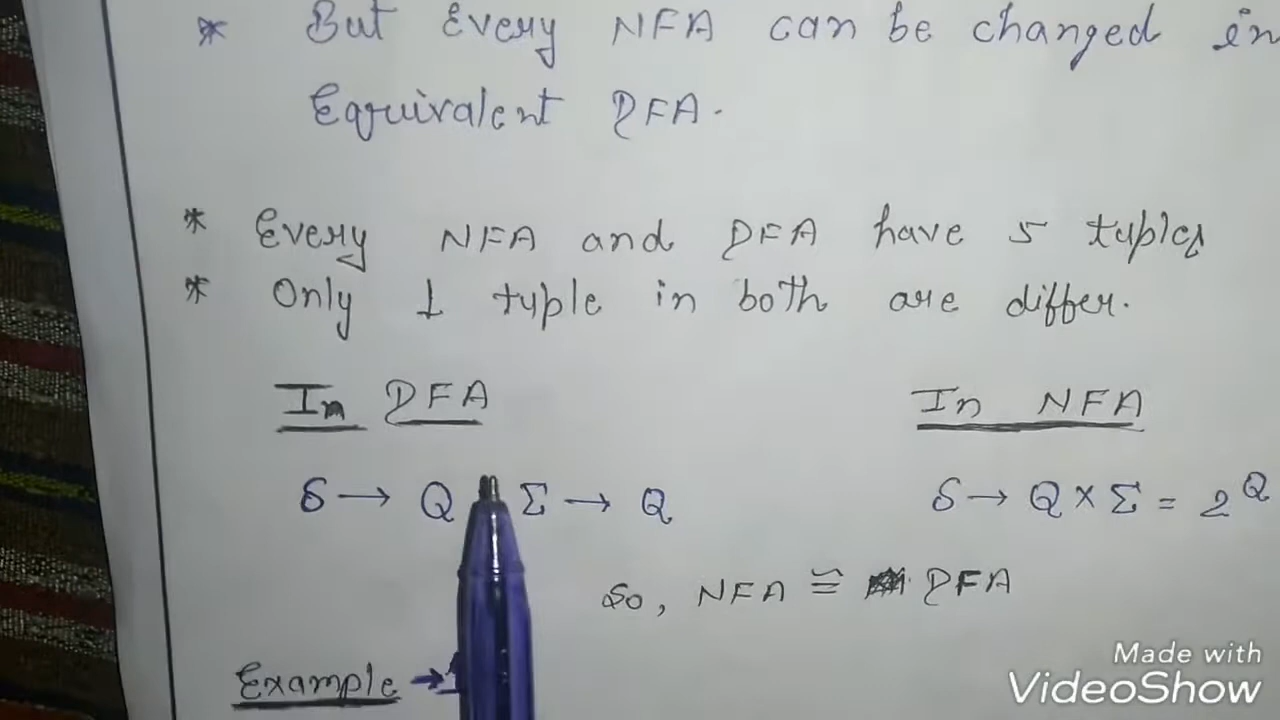 * But Every NFA can be changed in
Equivalent DFA.
* Every NFA and DFA have 5 tuples
* Only 1 tuple in both are differ.
In DFA
In NFA
δ → Q Σ → Q
δ → Q × Σ = 2^Q
So, NFA ≅ DFA
Example →
Made with
VideoShow